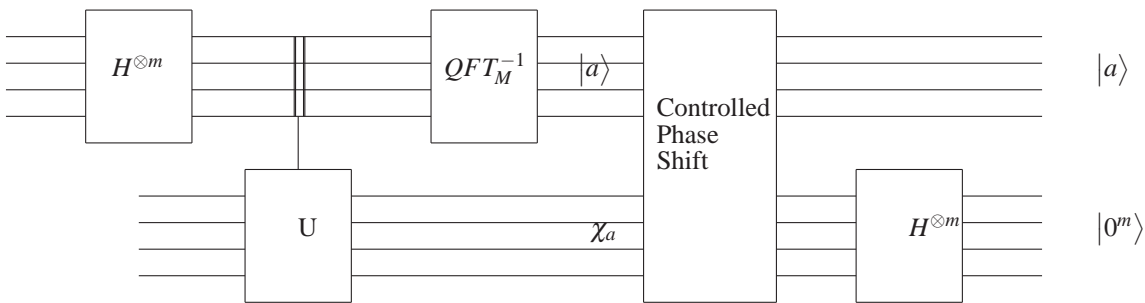 H^{⊗m}
QFT_M^{-1}
|a⟩
Controlled
Phase
Shift
|a⟩
U
χ_a
H^{⊗m}
|0^m⟩